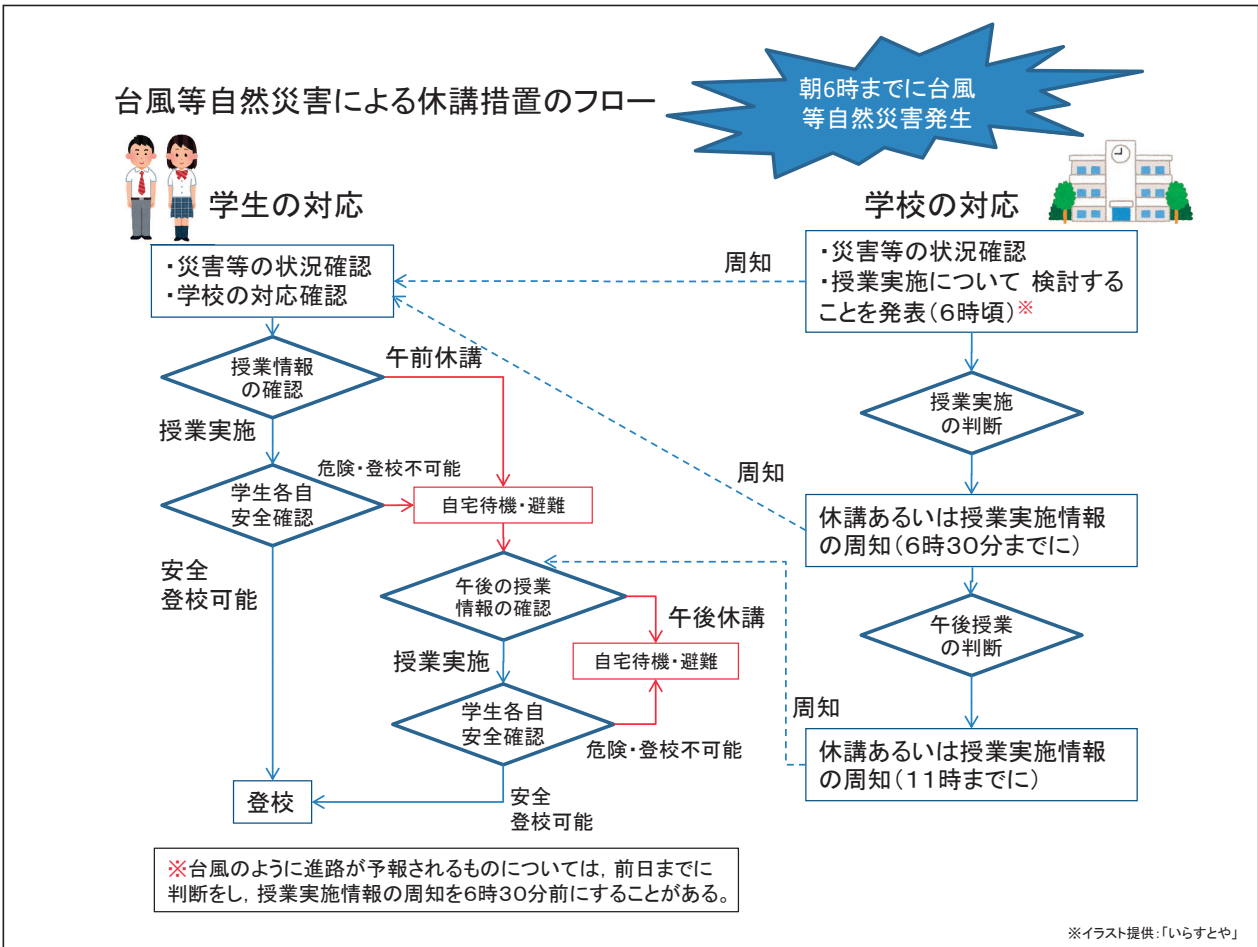 台風等自然災害による休講措置のフロー
朝6時までに台風
等自然災害発生
学生の対応
学校の対応
・災害等の状況確認
・学校の対応確認
周知
・災害等の状況確認
・授業実施について 検討する
ことを発表（6時頃）※
授業情報
の確認
午前休講
授業実施
の判断
授業実施
危険・登校不可能
周知
学生各自
安全確認
自宅待機・避難
休講あるいは授業実施情報
の周知（6時30分までに）
安全
登校可能
午後の授業
情報の確認
午後休講
午後授業
の判断
授業実施
自宅待機・避難
学生各自
安全確認
危険・登校不可能
周知
休講あるいは授業実施情報
の周知（11時までに）
登校
安全
登校可能
※台風のように進路が予報されるものについては，前日までに
判断をし，授業実施情報の周知を6時30分前にすることがある。
※イラスト提供：「いらすとや」